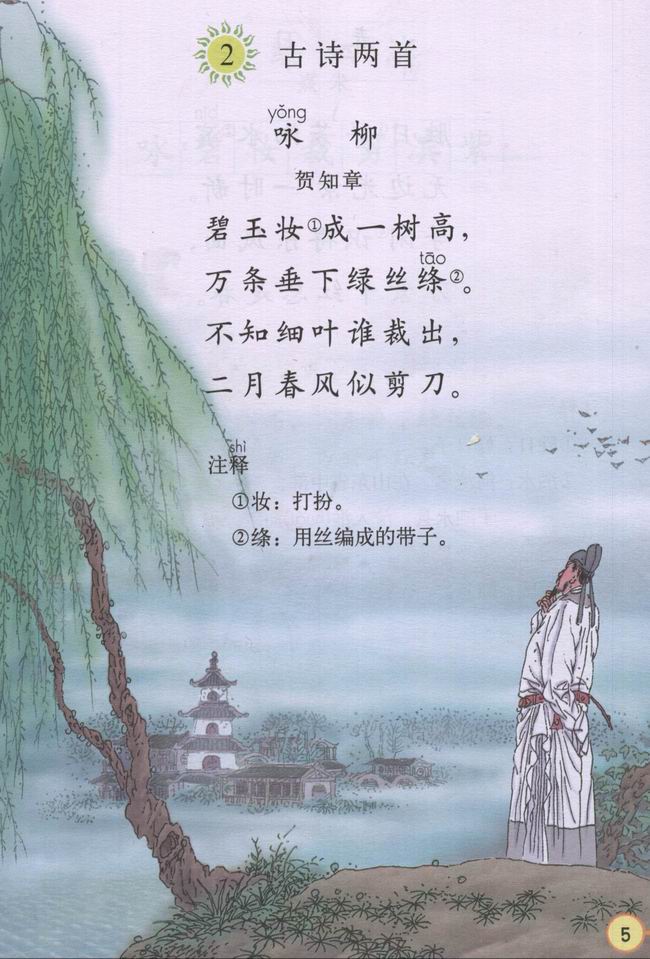 2 古诗两首
yǒng
咏 柳
贺知章
碧玉妆①成一树高，
tāo
万条垂下绿丝绦②。
不知细叶谁裁出，
二月春风似剪刀。
shì
注释
①妆：打扮。
②绦：用丝编成的带子。
5